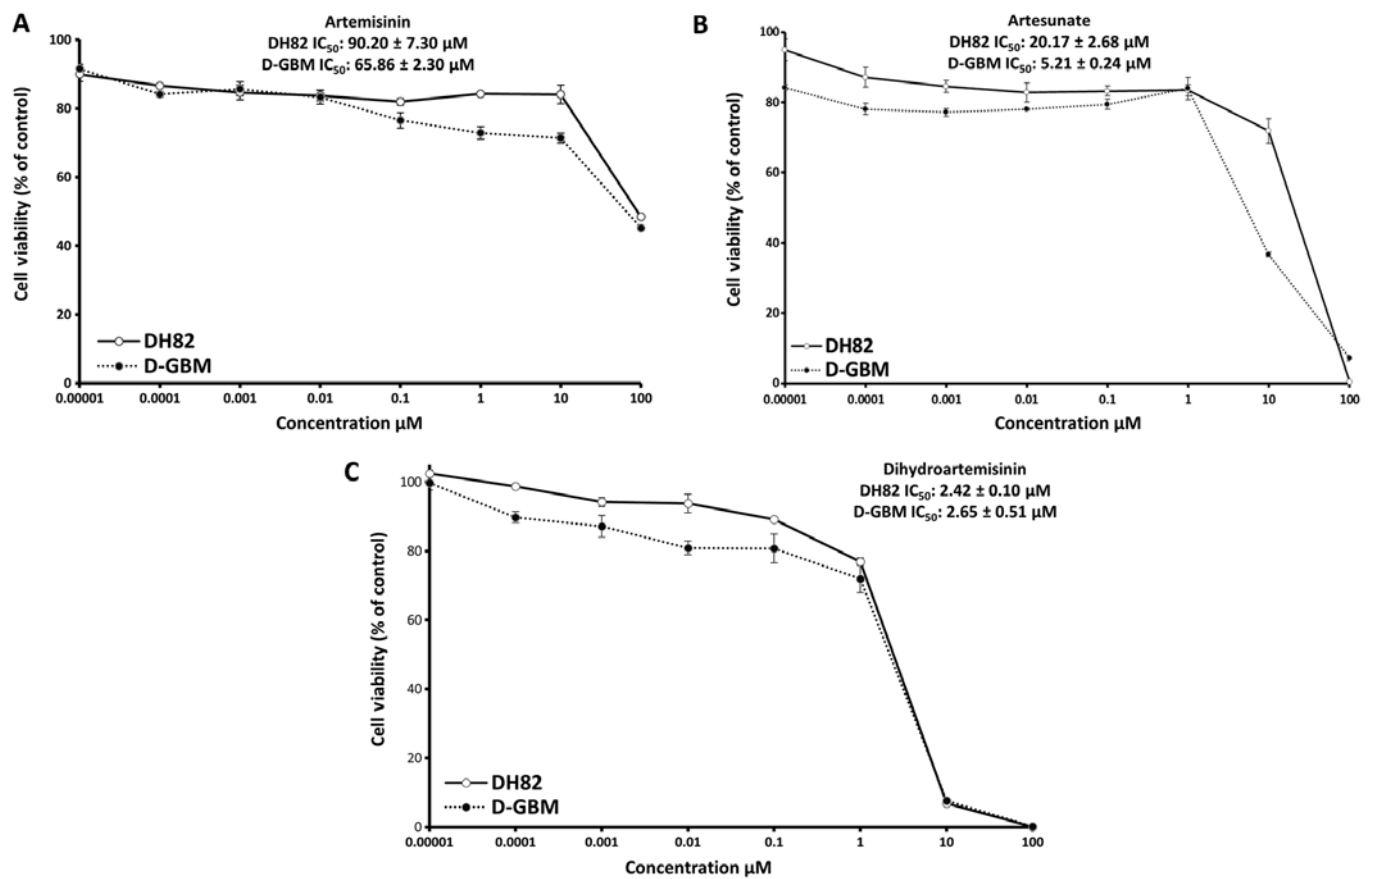 A
Artemisinin
DH82 IC₅₀: 90.20 ± 7.30 µM
D-GBM IC₅₀: 65.86 ± 2.30 µM
100
80
60
40
20
0
Cell viability (% of control)
DH82
D-GBM
0.00001 0.0001 0.001 0.01 0.1 1 10 100
Concentration µM
B
Artesunate
DH82 IC₅₀: 20.17 ± 2.68 µM
D-GBM IC₅₀: 5.21 ± 0.24 µM
100
80
60
40
20
0
Cell viability (% of control)
DH82
D-GBM
0.00001 0.0001 0.001 0.01 0.1 1 10 100
Concentration µM
C
Dihydroartemisinin
DH82 IC₅₀: 2.42 ± 0.10 µM
D-GBM IC₅₀: 2.65 ± 0.51 µM
100
80
60
40
20
0
Cell viability (% of control)
DH82
D-GBM
0.00001 0.0001 0.001 0.01 0.1 1 10 100
Concentration µM